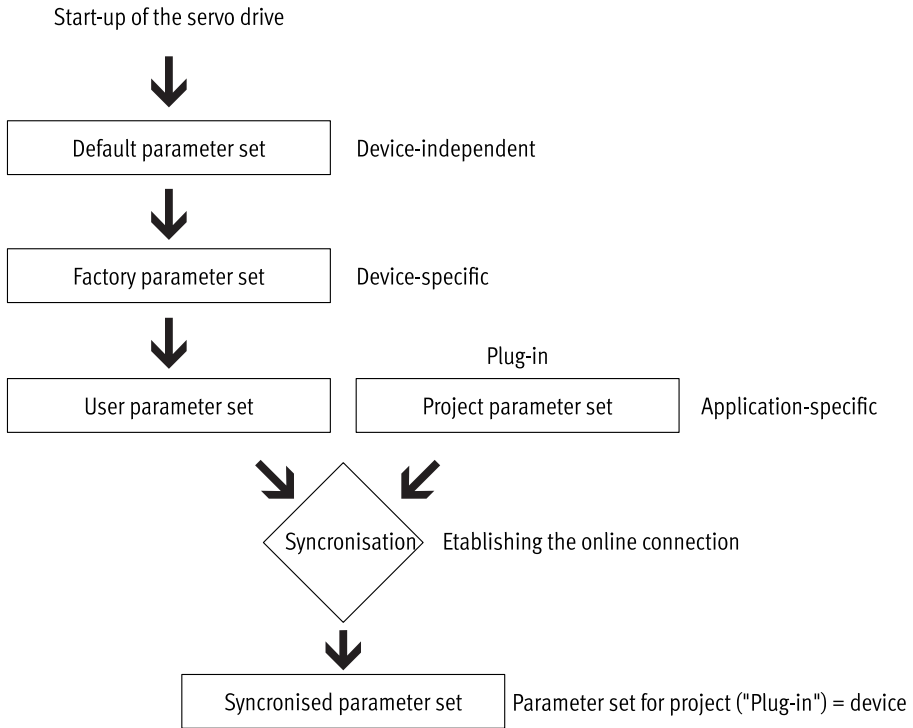 Start-up of the servo drive
Default parameter set
Device-independent
Factory parameter set
Device-specific
Plug-in
User parameter set
Project parameter set
Application-specific
Syncronisation
Etablishing the online connection
Syncronised parameter set
Parameter set for project ("Plug-in") = device